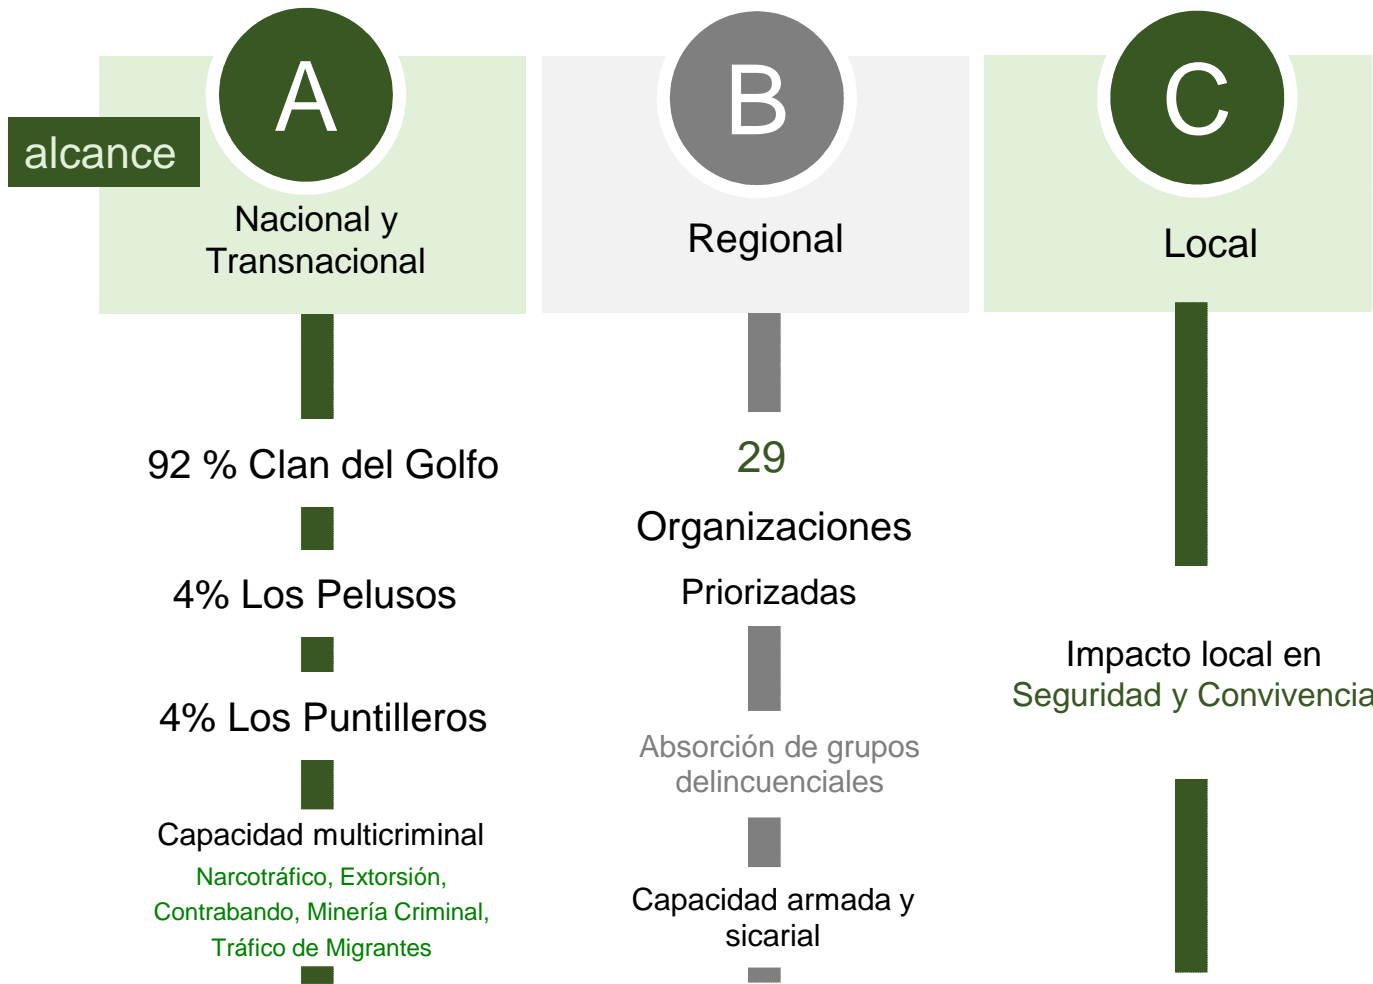 alcance
A
Nacional y
Transnacional
92 % Clan del Golfo
4% Los Pelusos
4% Los Puntilleros
Capacidad multicriminal
Narcotráfico, Extorsión,
Contrabando, Minería Criminal,
Tráfico de Migrantes
B
Regional
29
Organizaciones
Priorizadas
Absorción de grupos
delincuenciales
Capacidad armada y
sicarial
C
Local
Impacto local en
Seguridad y Convivencia